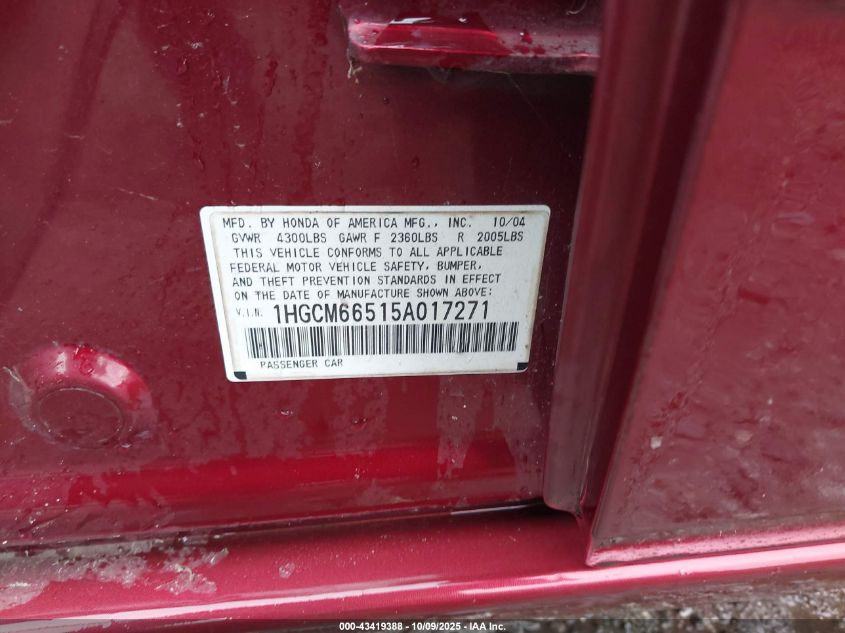 MFD. BY HONDA OF AMERICA MFG., INC. 10/04
GVWR 4300LBS GAWR F 2360LBS R 2005LBS
THIS VEHICLE CONFORMS TO ALL APPLICABLE
FEDERAL MOTOR VEHICLE SAFETY, BUMPER,
AND THEFT PREVENTION STANDARDS IN EFFECT
ON THE DATE OF MANUFACTURE SHOWN ABOVE:
V.I.N. 1HGCM66515A017271
PASSENGER CAR
000-43419388 - 10/09/2025 - IAA Inc.